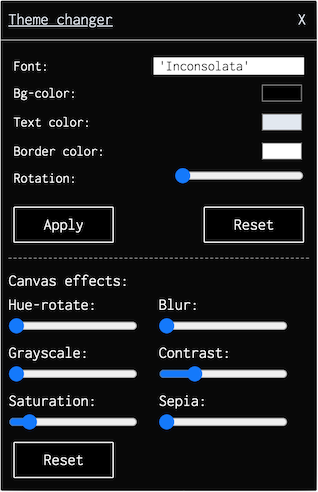 Theme changer X
Font: 'Inconsolata'
Bg-color:
Text color:
Border color:
Rotation:
Apply Reset
Canvas effects:
Hue-rotate: Blur:
Grayscale: Contrast:
Saturation: Sepia:
Reset